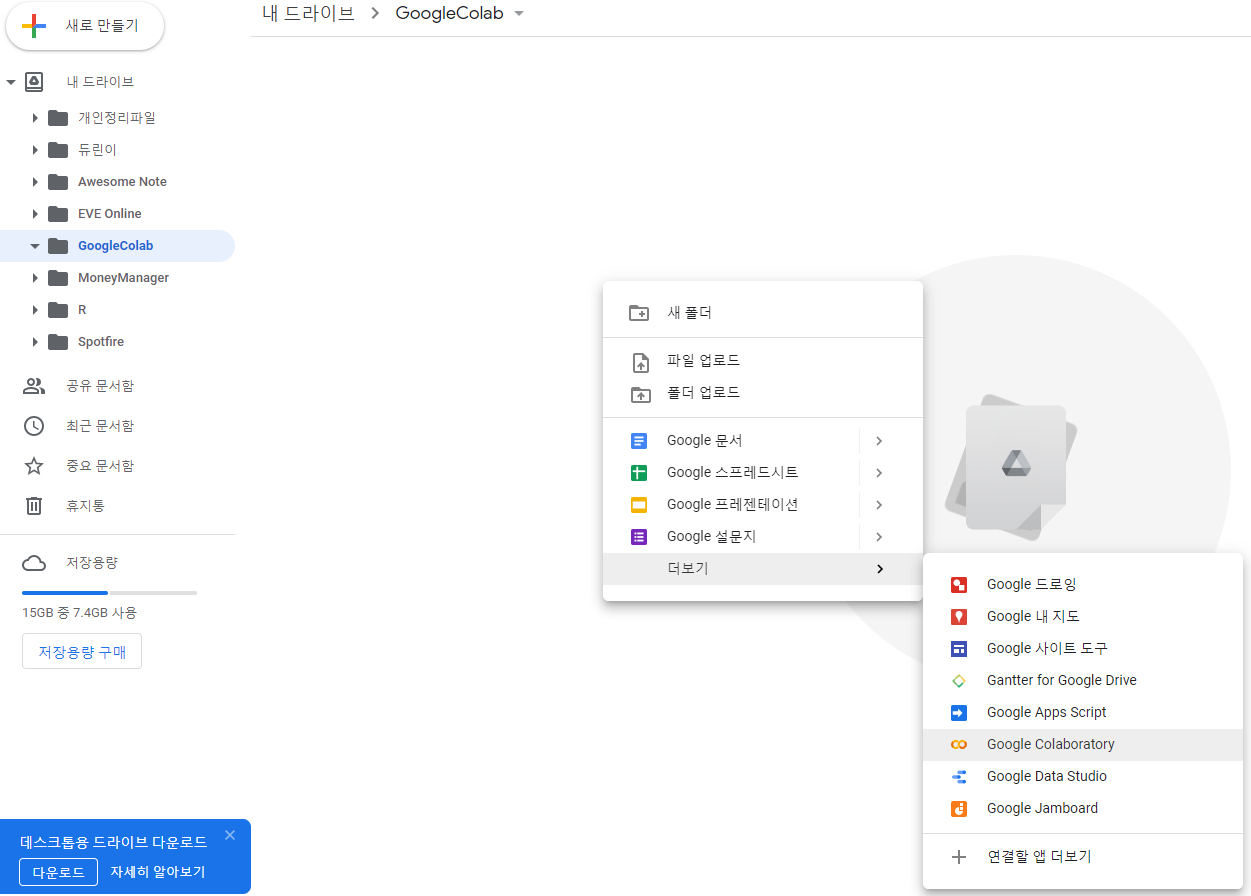 새로 만들기
내 드라이브
개인정리파일
듀린이
Awesome Note
EVE Online
GoogleColab
MoneyManager
R
Spotfire
공유 문서함
최근 문서함
중요 문서함
휴지통
저장용량
15GB 중 7.4GB 사용
저장용량 구매
데스크톱용 드라이브 다운로드
다운로드 자세히 알아보기
내 드라이브 GoogleColab
새 폴더
파일 업로드
폴더 업로드
Google 문서
Google 스프레드시트
Google 프레젠테이션
Google 설문지
더보기
Google 드로잉
Google 내 지도
Google 사이트 도구
Gantter for Google Drive
Google Apps Script
Google Colaboratory
Google Data Studio
Google Jamboard
연결할 앱 더보기